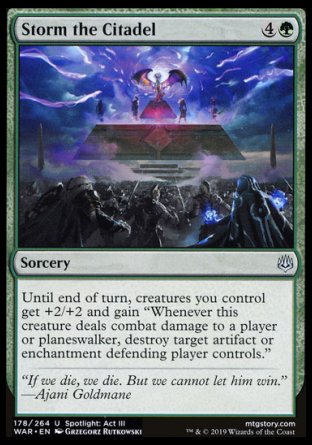 Storm the Citadel 4
Sorcery
Until end of turn, creatures you control
get +2/+2 and gain “Whenever this
creature deals combat damage to a player
or planeswalker, destroy target artifact or
enchantment defending player controls.”
“If we die, we die. But we cannot let him win.”
—Ajani Goldmane
178/264 U Spotlight: Act III mtgstory.com
WAR • EN Grzegorz Rutkowski ™ & © 2019 Wizards of the Coast